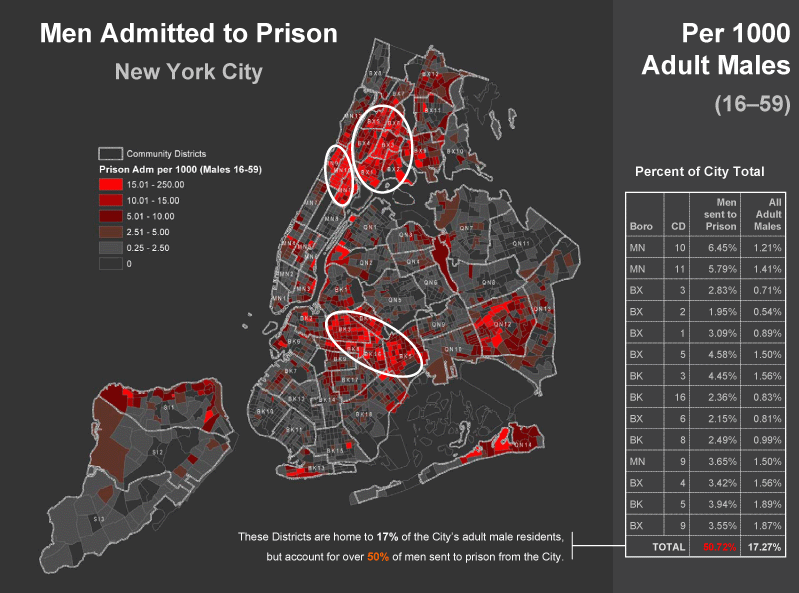 Men Admitted to Prison
New York City
Per 1000
Adult Males
(16–59)
Community Districts
Prison Adm per 1000 (Males 16-59)
15.01 - 250.00
10.01 - 15.00
5.01 - 10.00
2.51 - 5.00
0.25 - 2.50
0
BX8
BX12
BX7
BX11
MN12
BX5
BX6
BX4
BX3
BX9
BX10
MN10
BX1
BX2
MN7
MN8
QN1
QN7
QN11
QN3
MN5
MN4
MN6
QN2
QN4
MN2
MN3
QN6
QN8
MN1
BK1
QN5
QN13
BK2
BK3
QN9
QN12
BK6
BK8
BK16
BK5
QN10
BK9
BK7
BK17
BK12
BK14
BK10
BK18
BK11
BK15
BK13
QN14
SI1
SI2
SI3
Percent of City Total
Boro CD Men sent to Prison All Adult Males
MN 10 6.45% 1.21%
MN 11 5.79% 1.41%
BX 3 2.83% 0.71%
BX 2 1.95% 0.54%
BX 1 3.09% 0.89%
BX 5 4.58% 1.50%
BK 3 4.45% 1.56%
BK 16 2.36% 0.83%
BX 6 2.15% 0.81%
BK 8 2.49% 0.99%
MN 9 3.65% 1.50%
BX 4 3.42% 1.56%
BK 5 3.94% 1.89%
BX 9 3.55% 1.87%
TOTAL 50.72% 17.27%
These Districts are home to 17% of the City's adult male residents,
but account for over 50% of men sent to prison from the City.